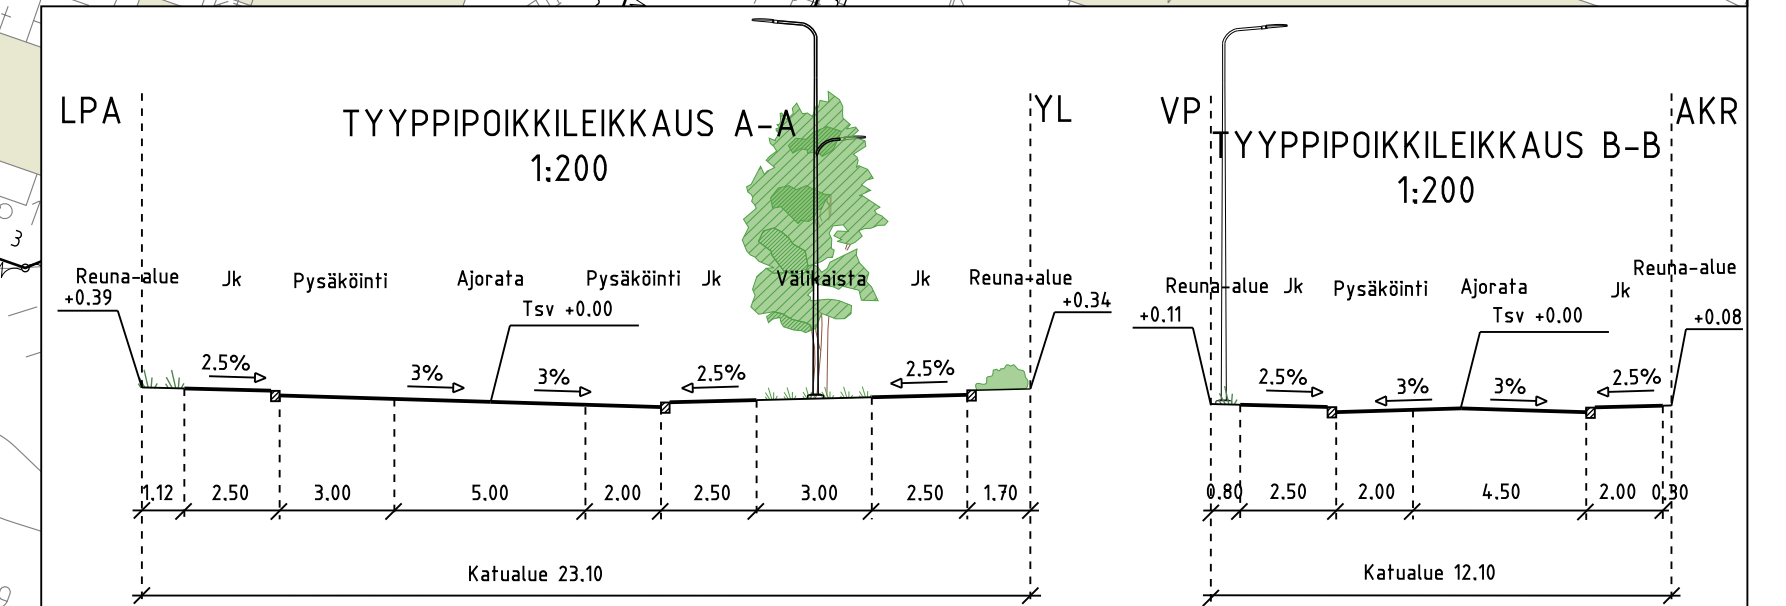 LPA
TYYPPIPOIKKILEIKKAUS A-A
1:200
YL
Reuna-alue
Jk
Pysäköinti
Ajorata
Pysäköinti
Jk
Välikaista
Jk
Reuna-alue
+0.39
Tsv +0.00
+0.34
2.5%
3%
3%
2.5%
2.5%
1.12
2.50
3.00
5.00
2.00
2.50
3.00
2.50
1.70
Katualue 23.10
VP
TYYPPIPOIKKILEIKKAUS B-B
1:200
AKR
Reuna-alue
Jk
Pysäköinti
Ajorata
Jk
Reuna-alue
+0.11
Tsv +0.00
+0.08
2.5%
3%
3%
2.5%
0.80
2.50
2.00
4.50
2.00
0.30
Katualue 12.10
3